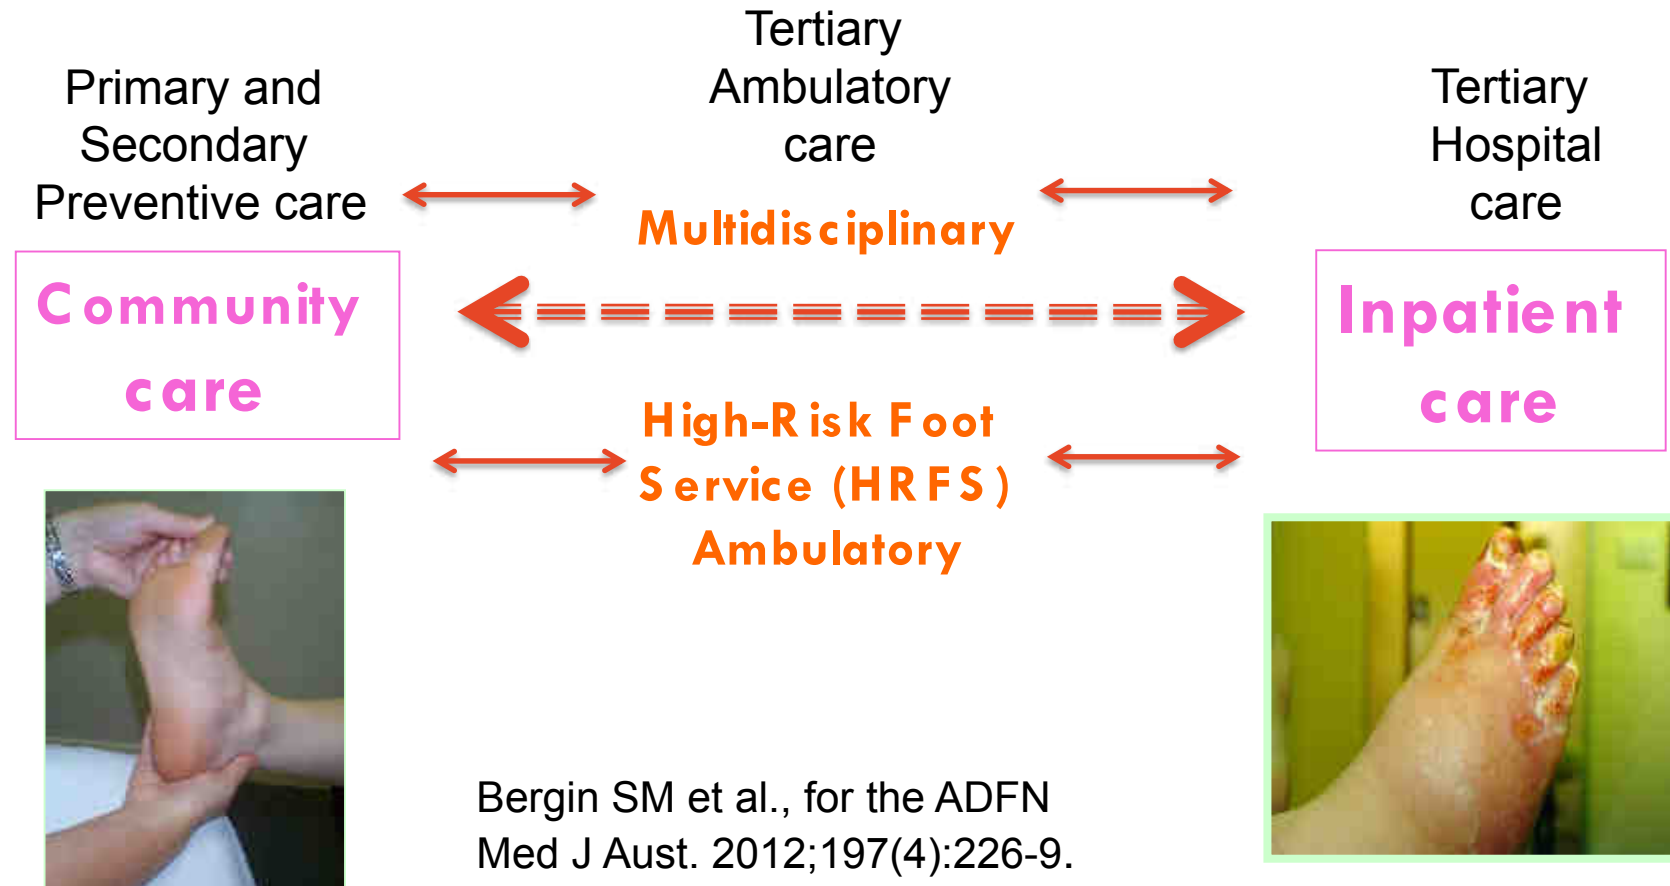 Primary and
Secondary
Preventive care
Tertiary
Ambulatory
care
Tertiary
Hospital
care
Community
care
Multidisciplinary
High-Risk Foot
Service (HRFS)
Ambulatory
Inpatient
care
Bergin SM et al., for the ADFN
Med J Aust. 2012;197(4):226-9.